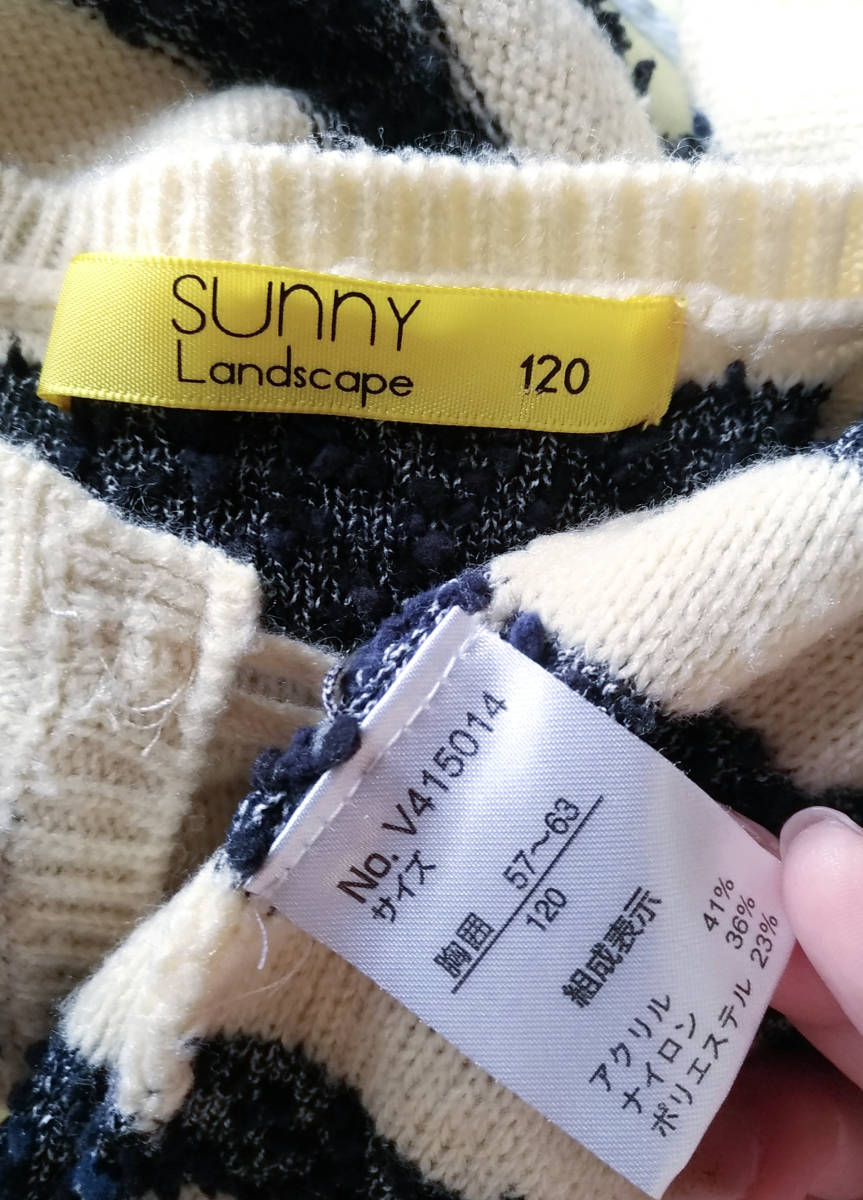 SUnnY
Landscape 120
No. V415014
サイズ
胸囲 57〜63
120
組成表示
アクリル 41%
ナイロン 36%
ポリエステル 23%